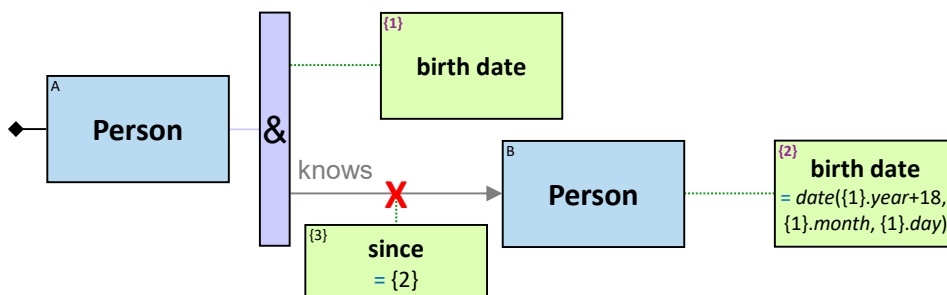 A
Person
&
{1}
birth date
knows
X
{3}
since
= {2}
B
Person
{2}
birth date
= date({1}.year+18,
{1}.month, {1}.day)